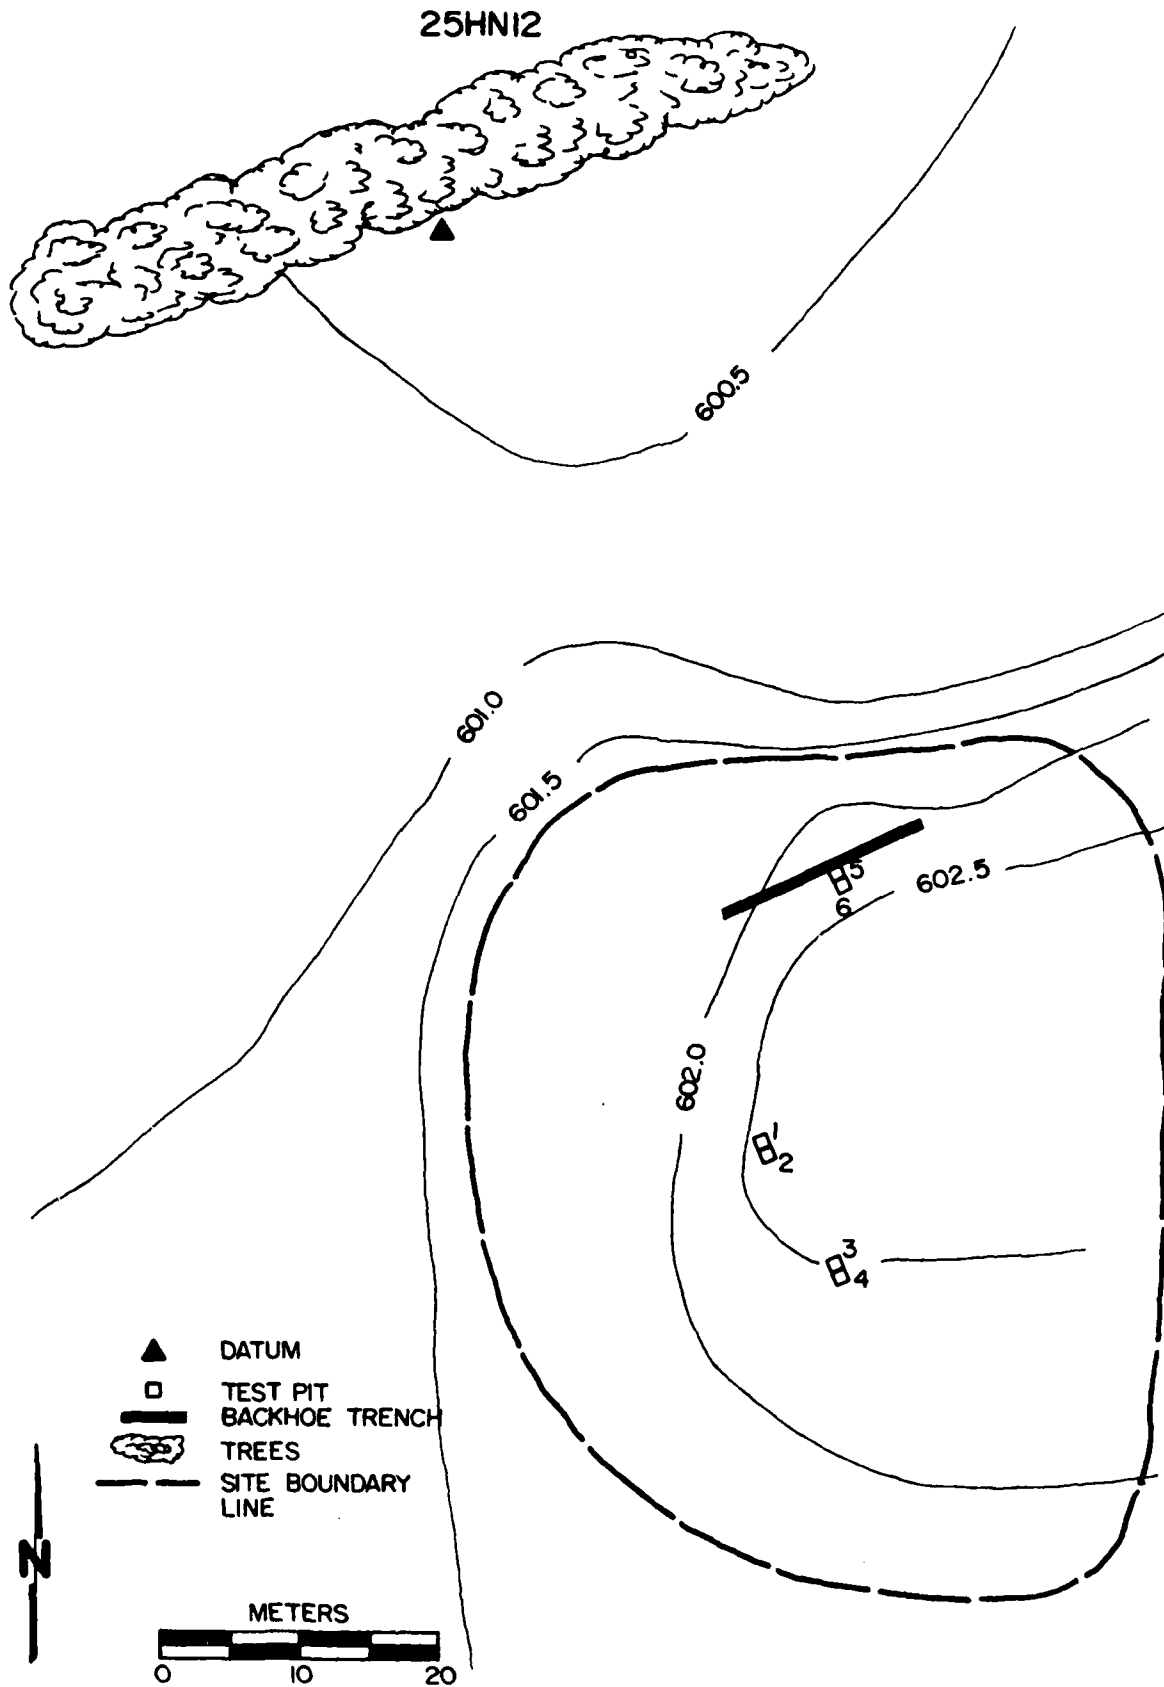 25HN12
600.5
601.0
601.5
602.5
5
6
602.0
1
2
3
4
DATUM
TEST PIT
BACKHOE TRENCH
TREES
SITE BOUNDARY
LINE
N
METERS
0 10 20